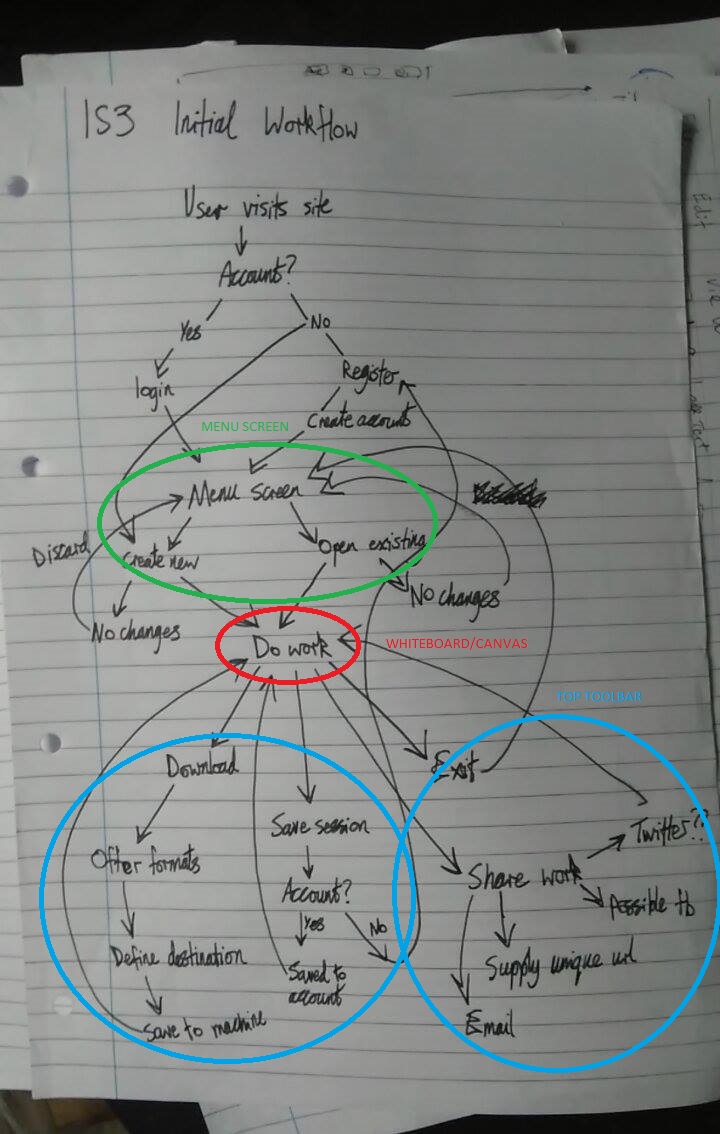 IS3 Initial Workflow
User visits site
Account?
Yes
No
login
Register
Create account
MENU SCREEN
Menu screen
Discard
Create new
Open existing
No changes
No changes
Do work
WHITEBOARD/CANVAS
TOP TOOLBAR
Download
Exit
Save session
Twitter??
Offer formats
Account?
Share work
Possible fb
Yes
No
Define destination
Supply unique url
Saved to
account
Save to machine
Email
Edit